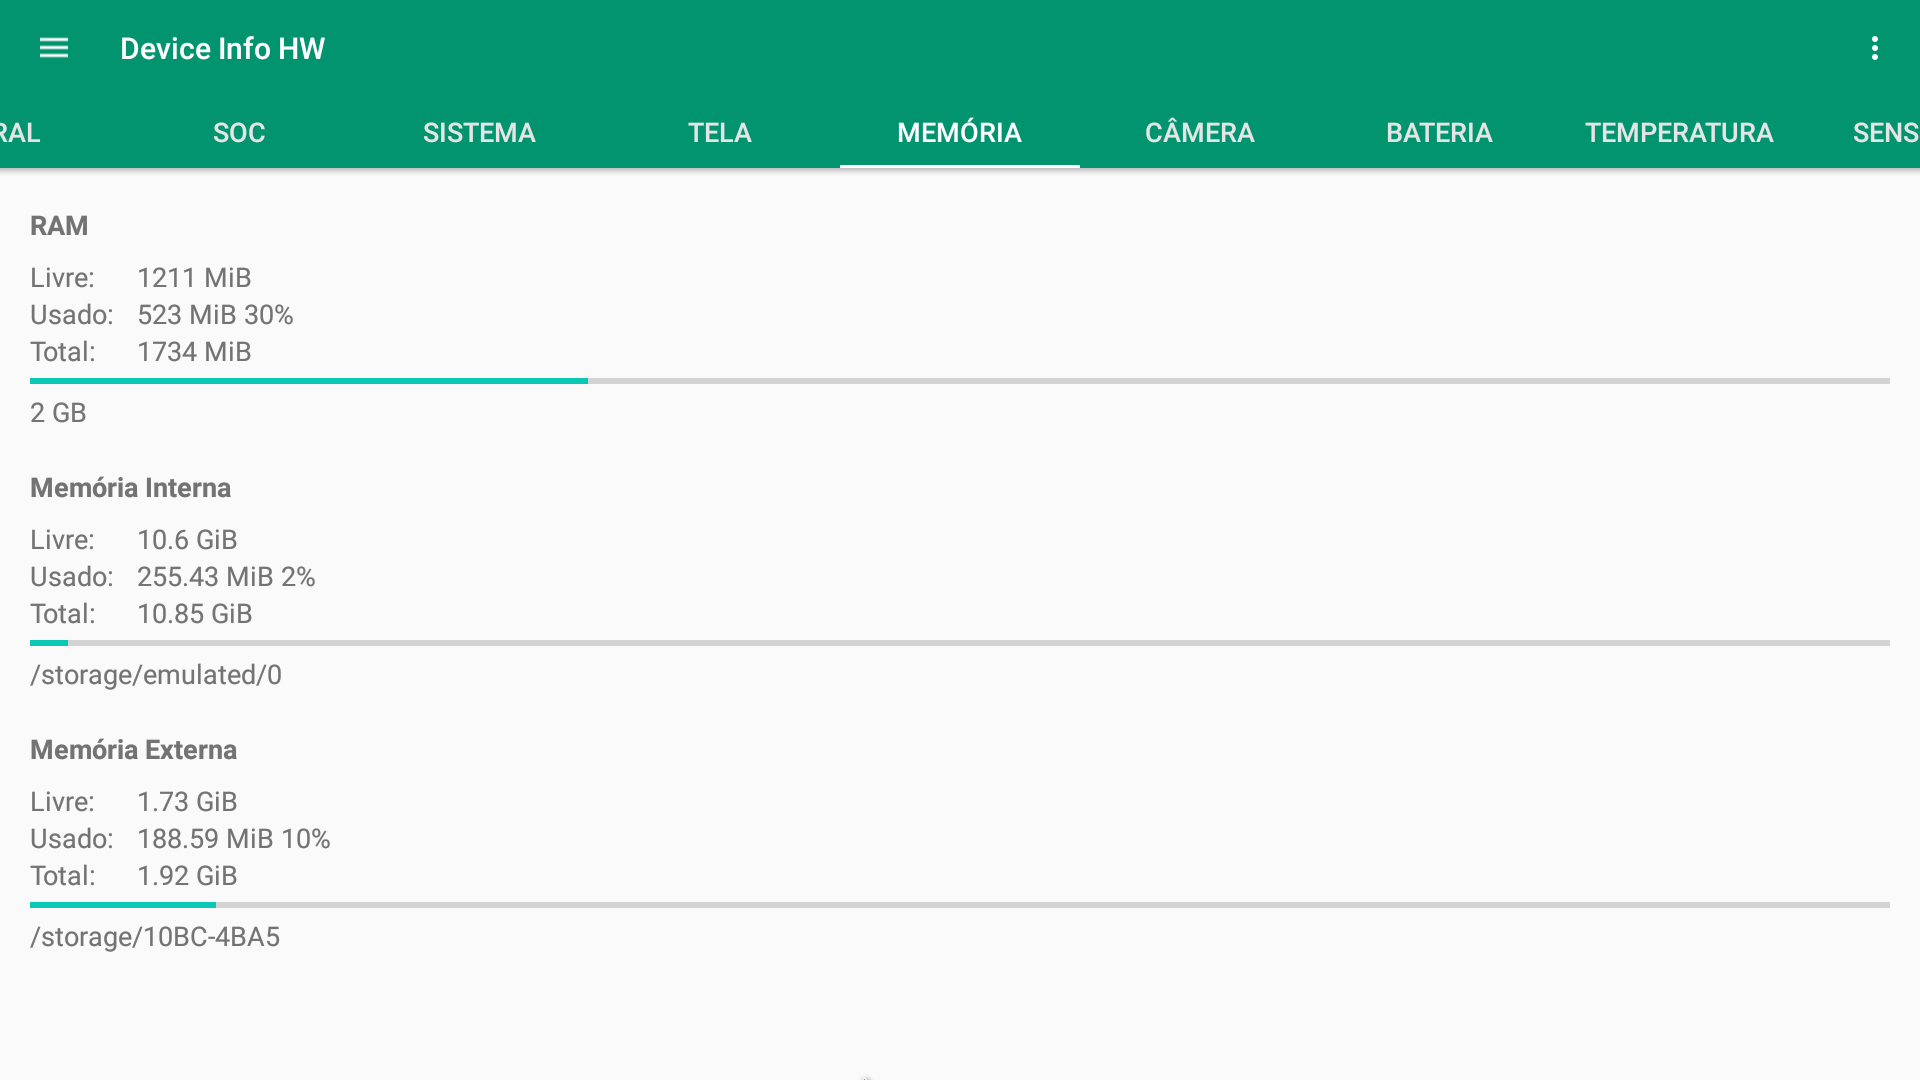 Device Info HW
RAL SOC SISTEMA TELA MEMÓRIA CÂMERA BATERIA TEMPERATURA SENS
RAM
Livre: 1211 MiB
Usado: 523 MiB 30%
Total: 1734 MiB
2 GB
Memória Interna
Livre: 10.6 GiB
Usado: 255.43 MiB 2%
Total: 10.85 GiB
/storage/emulated/0
Memória Externa
Livre: 1.73 GiB
Usado: 188.59 MiB 10%
Total: 1.92 GiB
/storage/10BC-4BA5